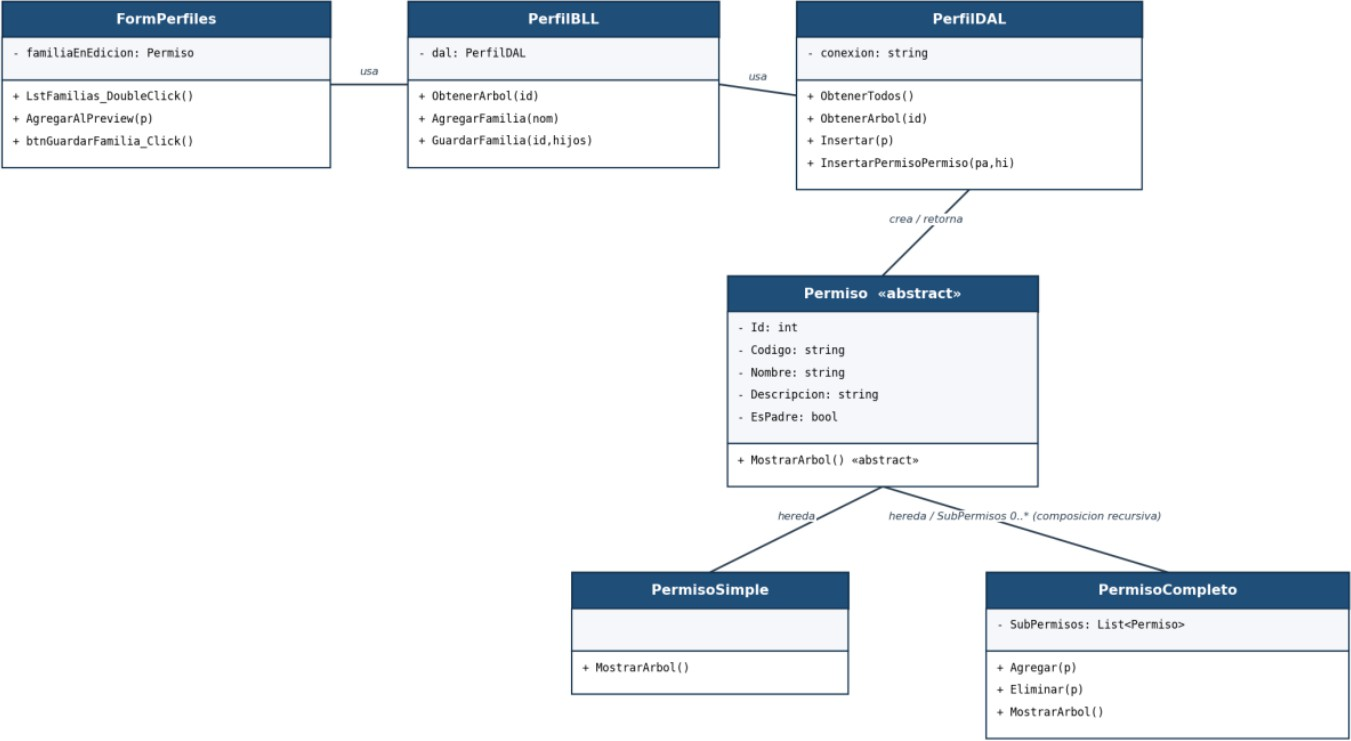 FormPerfiles
- familiaEnEdicion: Permiso
+ LstFamilias_DoubleClick()
+ AgregarAlPreview(p)
+ btnGuardarFamilia_Click()
usa
PerfilBLL
- dal: PerfilDAL
+ ObtenerArbol(id)
+ AgregarFamilia(nom)
+ GuardarFamilia(id,hijos)
usa
PerfilDAL
- conexion: string
+ ObtenerTodos()
+ ObtenerArbol(id)
+ Insertar(p)
+ InsertarPermisoPermiso(pa,hi)
crea / retorna
Permiso «abstract»
- Id: int
- Codigo: string
- Nombre: string
- Descripcion: string
- EsPadre: bool
+ MostrarArbol() «abstract»
hereda
hereda / SubPermisos 0..* (composicion recursiva)
PermisoSimple
+ MostrarArbol()
PermisoCompleto
- SubPermisos: List<Permiso>
+ Agregar(p)
+ Eliminar(p)
+ MostrarArbol()